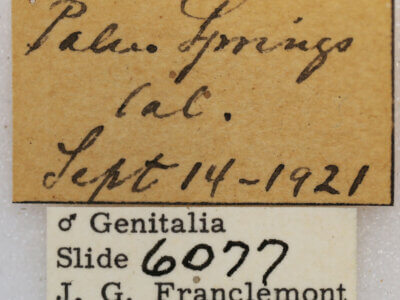 Palm Springs
Cal.
Sept 14-1921
♂ Genitalia
Slide 6077
J. G. Franclemont